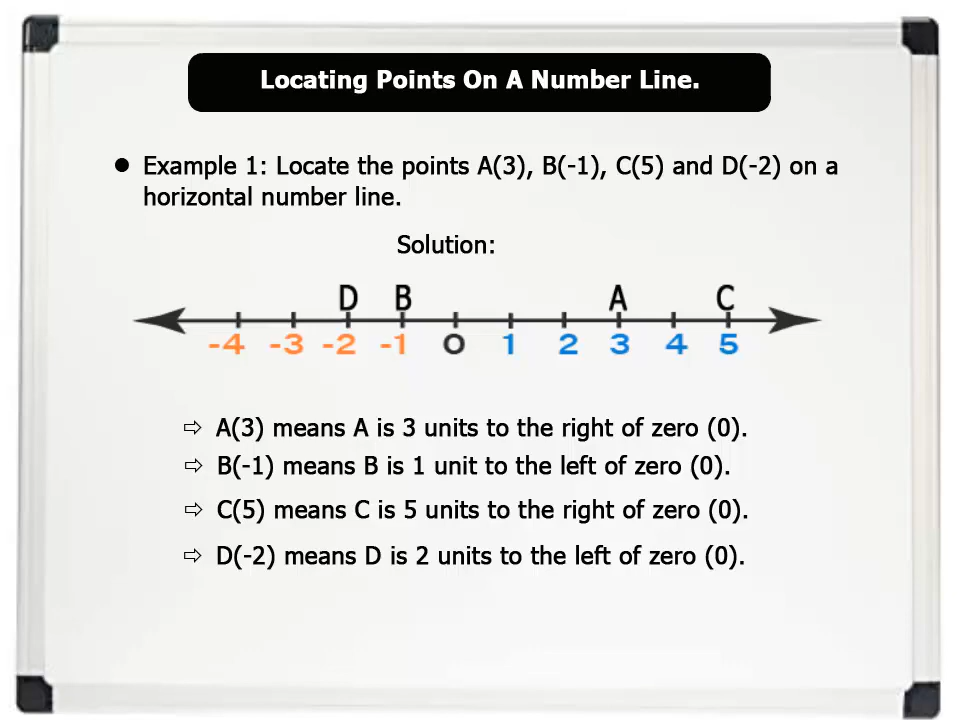 Locating Points On A Number Line.
● Example 1: Locate the points A(3), B(-1), C(5) and D(-2) on a
horizontal number line.
Solution:
D B A C
-4 -3 -2 -1 0 1 2 3 4 5
⇨ A(3) means A is 3 units to the right of zero (0).
⇨ B(-1) means B is 1 unit to the left of zero (0).
⇨ C(5) means C is 5 units to the right of zero (0).
⇨ D(-2) means D is 2 units to the left of zero (0).